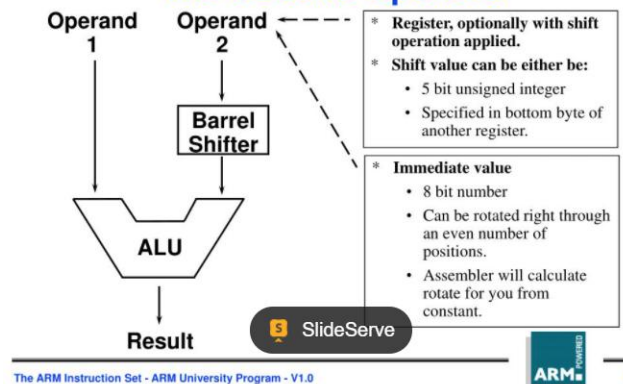 Operand
1
Operand
2
Barrel
Shifter
ALU
Result
* Register, optionally with shift
operation applied.
* Shift value can be either be:
• 5 bit unsigned integer
• Specified in bottom byte of
another register.
* Immediate value
• 8 bit number
• Can be rotated right through
an even number of
positions.
• Assembler will calculate
rotate for you from
constant.
S SlideServe
The ARM Instruction Set - ARM University Program - V1.0
ARM
POWERED